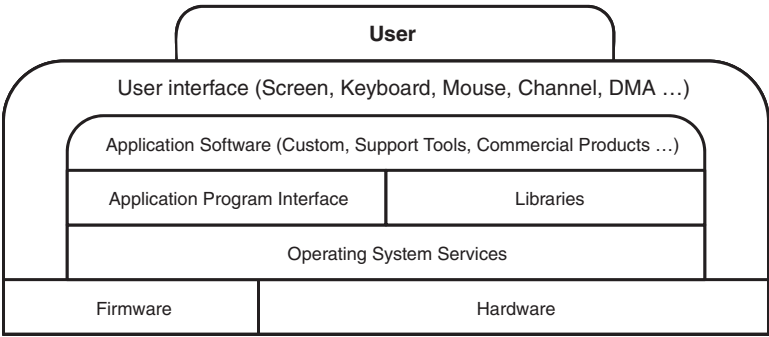 User
User interface (Screen, Keyboard, Mouse, Channel, DMA …)
Application Software (Custom, Support Tools, Commercial Products …)
Application Program Interface
Libraries
Operating System Services
Firmware
Hardware